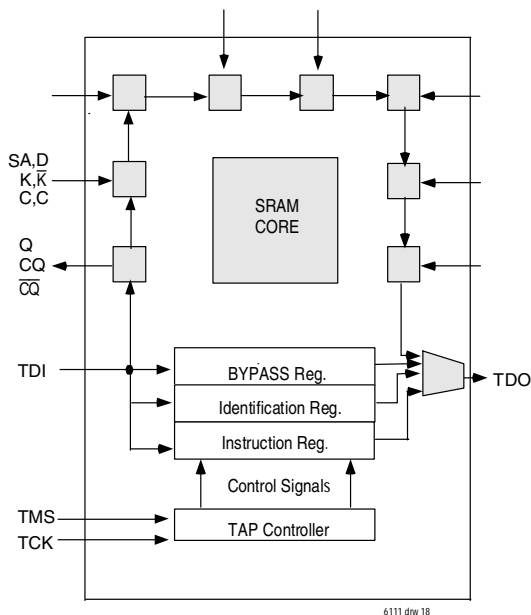 SA,D
K,K̅
C,C
Q
CQ
C̅Q̅
SRAM
CORE
TDI
BYPASS Reg.
TDO
Identification Reg.
Instruction Reg.
Control Signals
TMS
TAP Controller
TCK
6111 drw 18